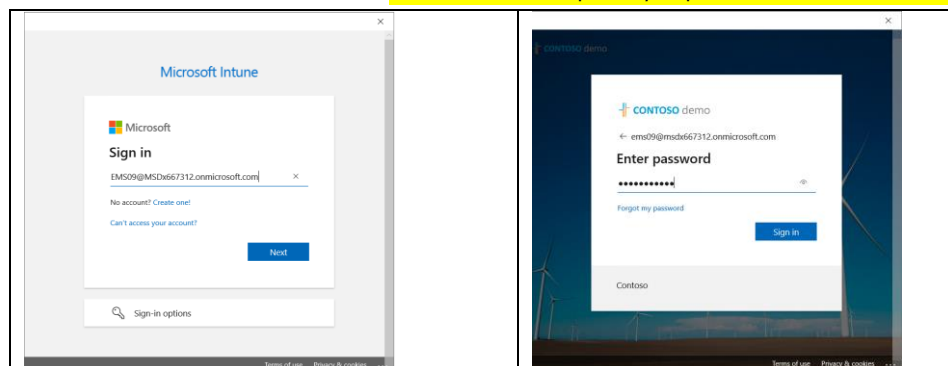 Microsoft Intune
Microsoft
Sign in
EMS09@MSDx667312.onmicrosoft.com
No account? Create one!
Can't access your account?
Next
Sign-in options
Terms of use Privacy & cookies ...
CONTOSO demo
CONTOSO demo
ems09@msdx667312.onmicrosoft.com
Enter password
Forgot my password
Sign in
Contoso
Terms of use Privacy & cookies ...